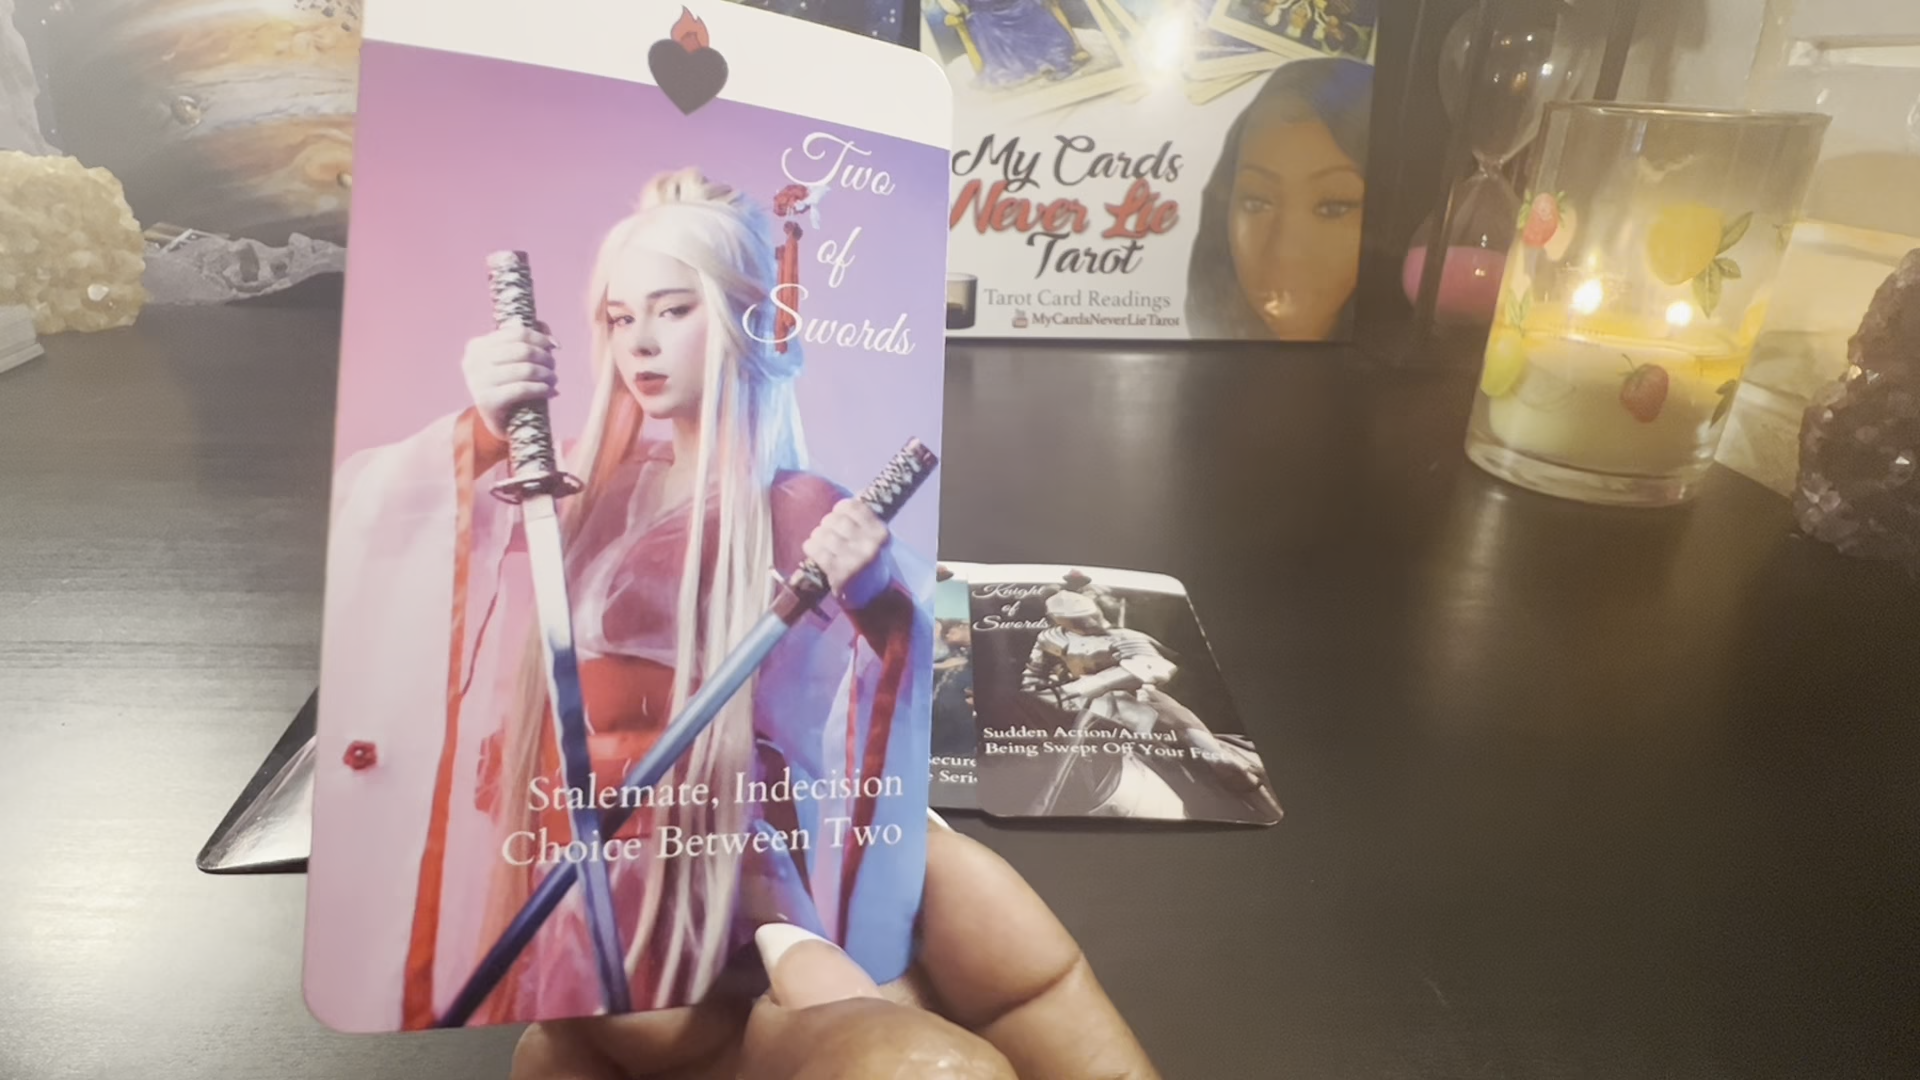 Two
of
Swords
Stalemate, Indecision
Choice Between Two
My Cards
Never Lie
Tarot
Tarot Card Readings
MyCardsNeverLieTarot
Knight
of
Swords
Sudden Action/Arrival
Being Swept Off Your